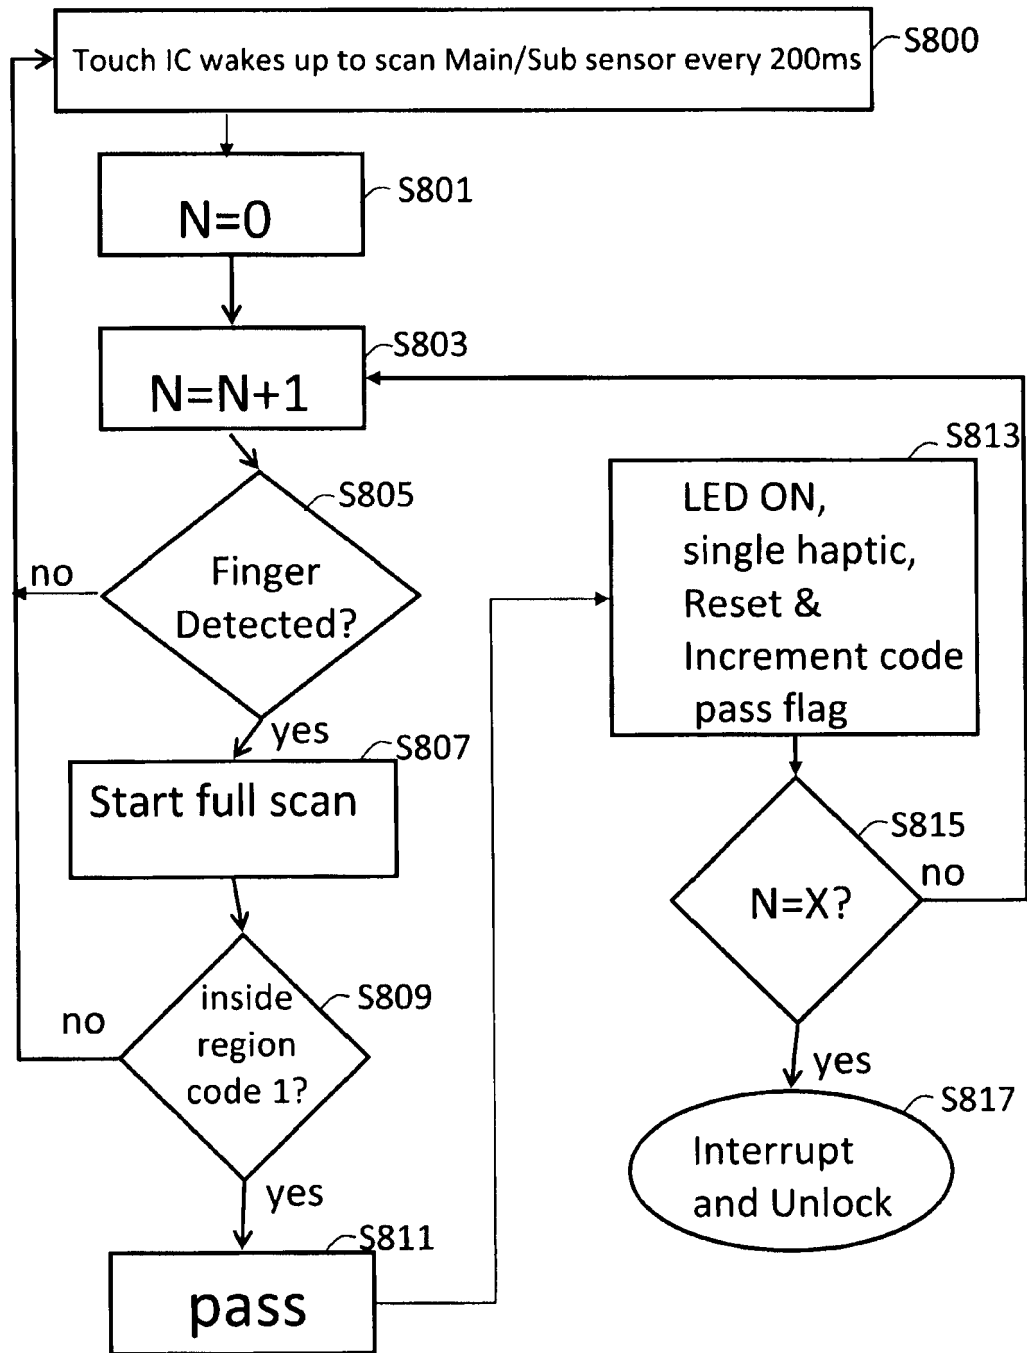 Touch IC wakes up to scan Main/Sub sensor every 200ms
S800
N=0
S801
N=N+1
S803
Finger
Detected?
S805
no
yes
Start full scan
S807
inside
region
code 1?
S809
no
yes
pass
S811
LED ON,
single haptic,
Reset &
Increment code
pass flag
S813
N=X?
S815
no
yes
Interrupt
and Unlock
S817